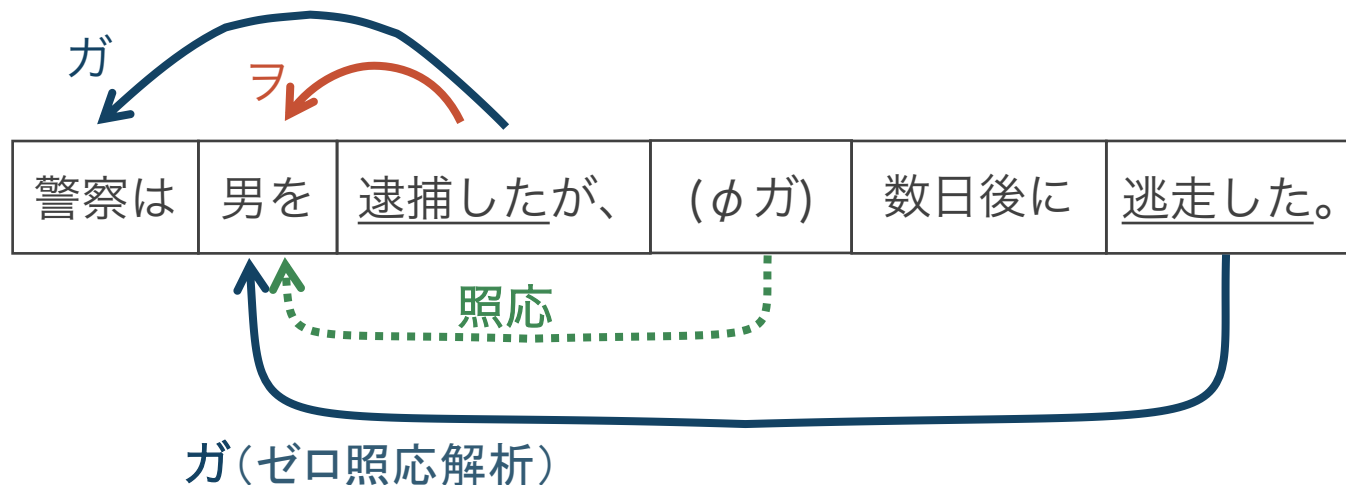 ガ
ヲ
警察は 男を 逮捕したが、 (φガ) 数日後に 逃走した。
照応
ガ(ゼロ照応解析)